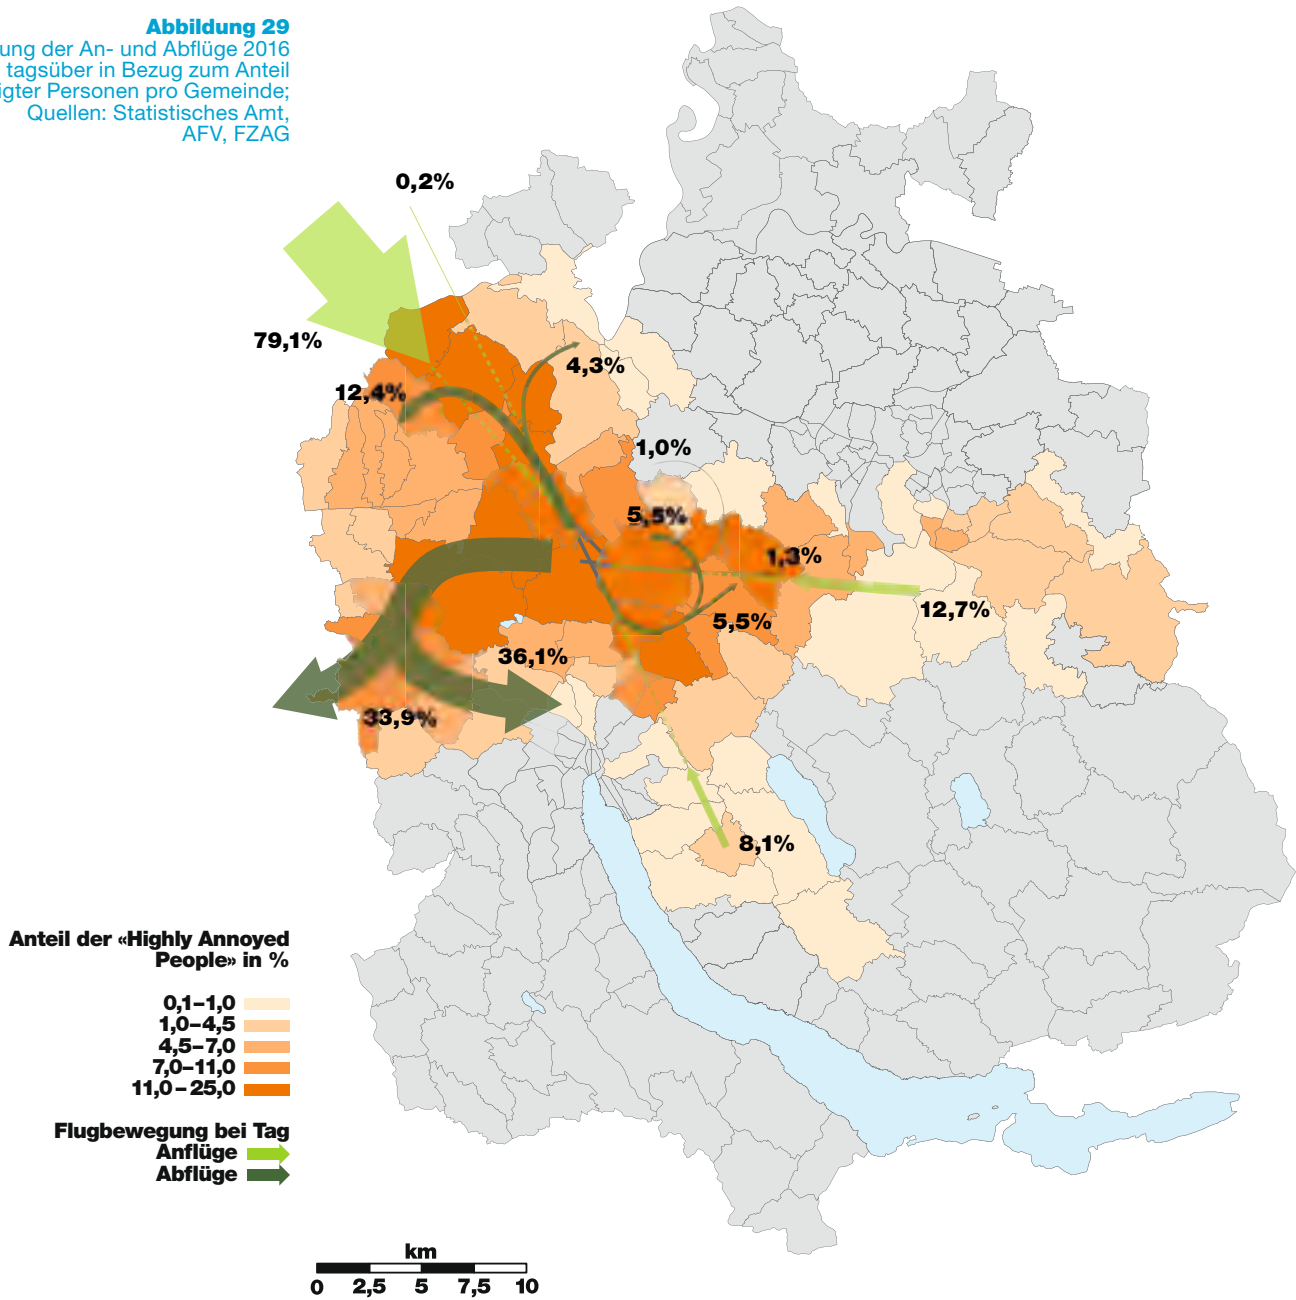 Abbildung 29
ung der An- und Abflüge 2016
tagsüber in Bezug zum Anteil
igter Personen pro Gemeinde;
Quellen: Statistisches Amt,
AFV, FZAG
0,2%
79,1%
4,3%
12,4%
1,0%
5,5%
1,3%
12,7%
5,5%
36,1%
33,9%
8,1%
Anteil der «Highly Annoyed
People» in %
0,1–1,0
1,0–4,5
4,5–7,0
7,0–11,0
11,0–25,0
Flugbewegung bei Tag
Anflüge
Abflüge
km
0 2,5 5 7,5 10